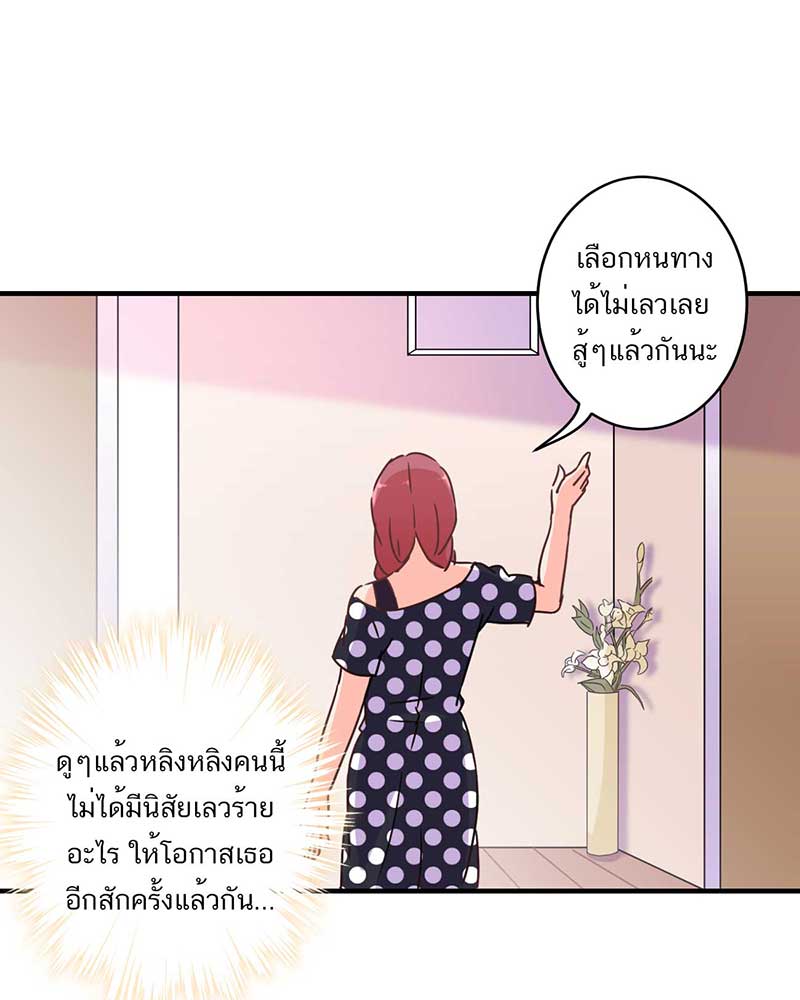 เลือกหนทาง
ได้ไม่เลวเลย
สู้ๆแล้วกันนะ
ดูๆแล้วหลิงหลิงคนนี้
ไม่ได้มีนิสัยเลวร้าย
อะไร ให้โอกาสเธอ
อีกสักครั้งแล้วกัน...